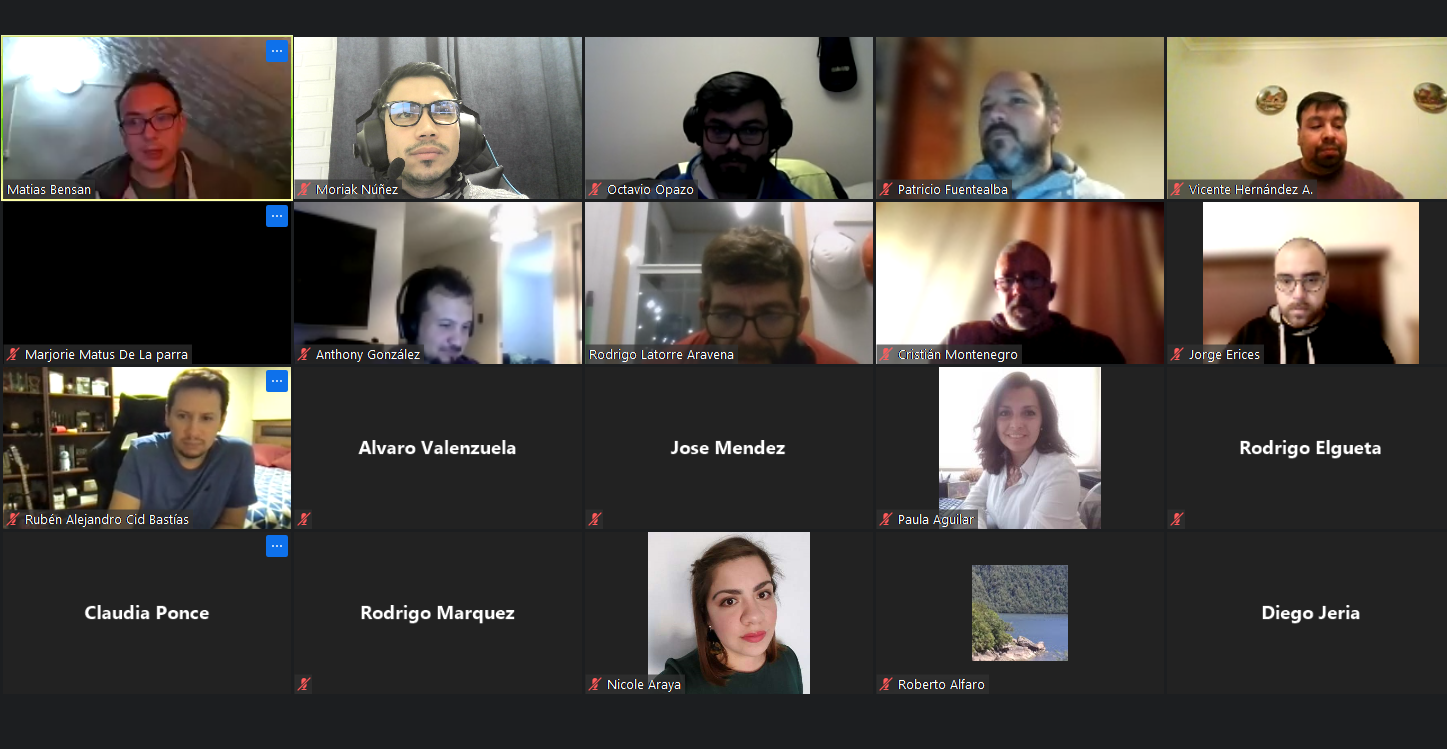 Matias Bensan
Moriak Núñez
Octavio Opazo
Patricio Fuentealba
Vicente Hernández A.
Marjorie Matus De La parra
Anthony González
Rodrigo Latorre Aravena
Cristián Montenegro
Jorge Erices
Rubén Alejandro Cid Bastías
Alvaro Valenzuela
Jose Mendez
Paula Aguilar
Rodrigo Elgueta
Claudia Ponce
Rodrigo Marquez
Nicole Araya
Roberto Alfaro
Diego Jeria